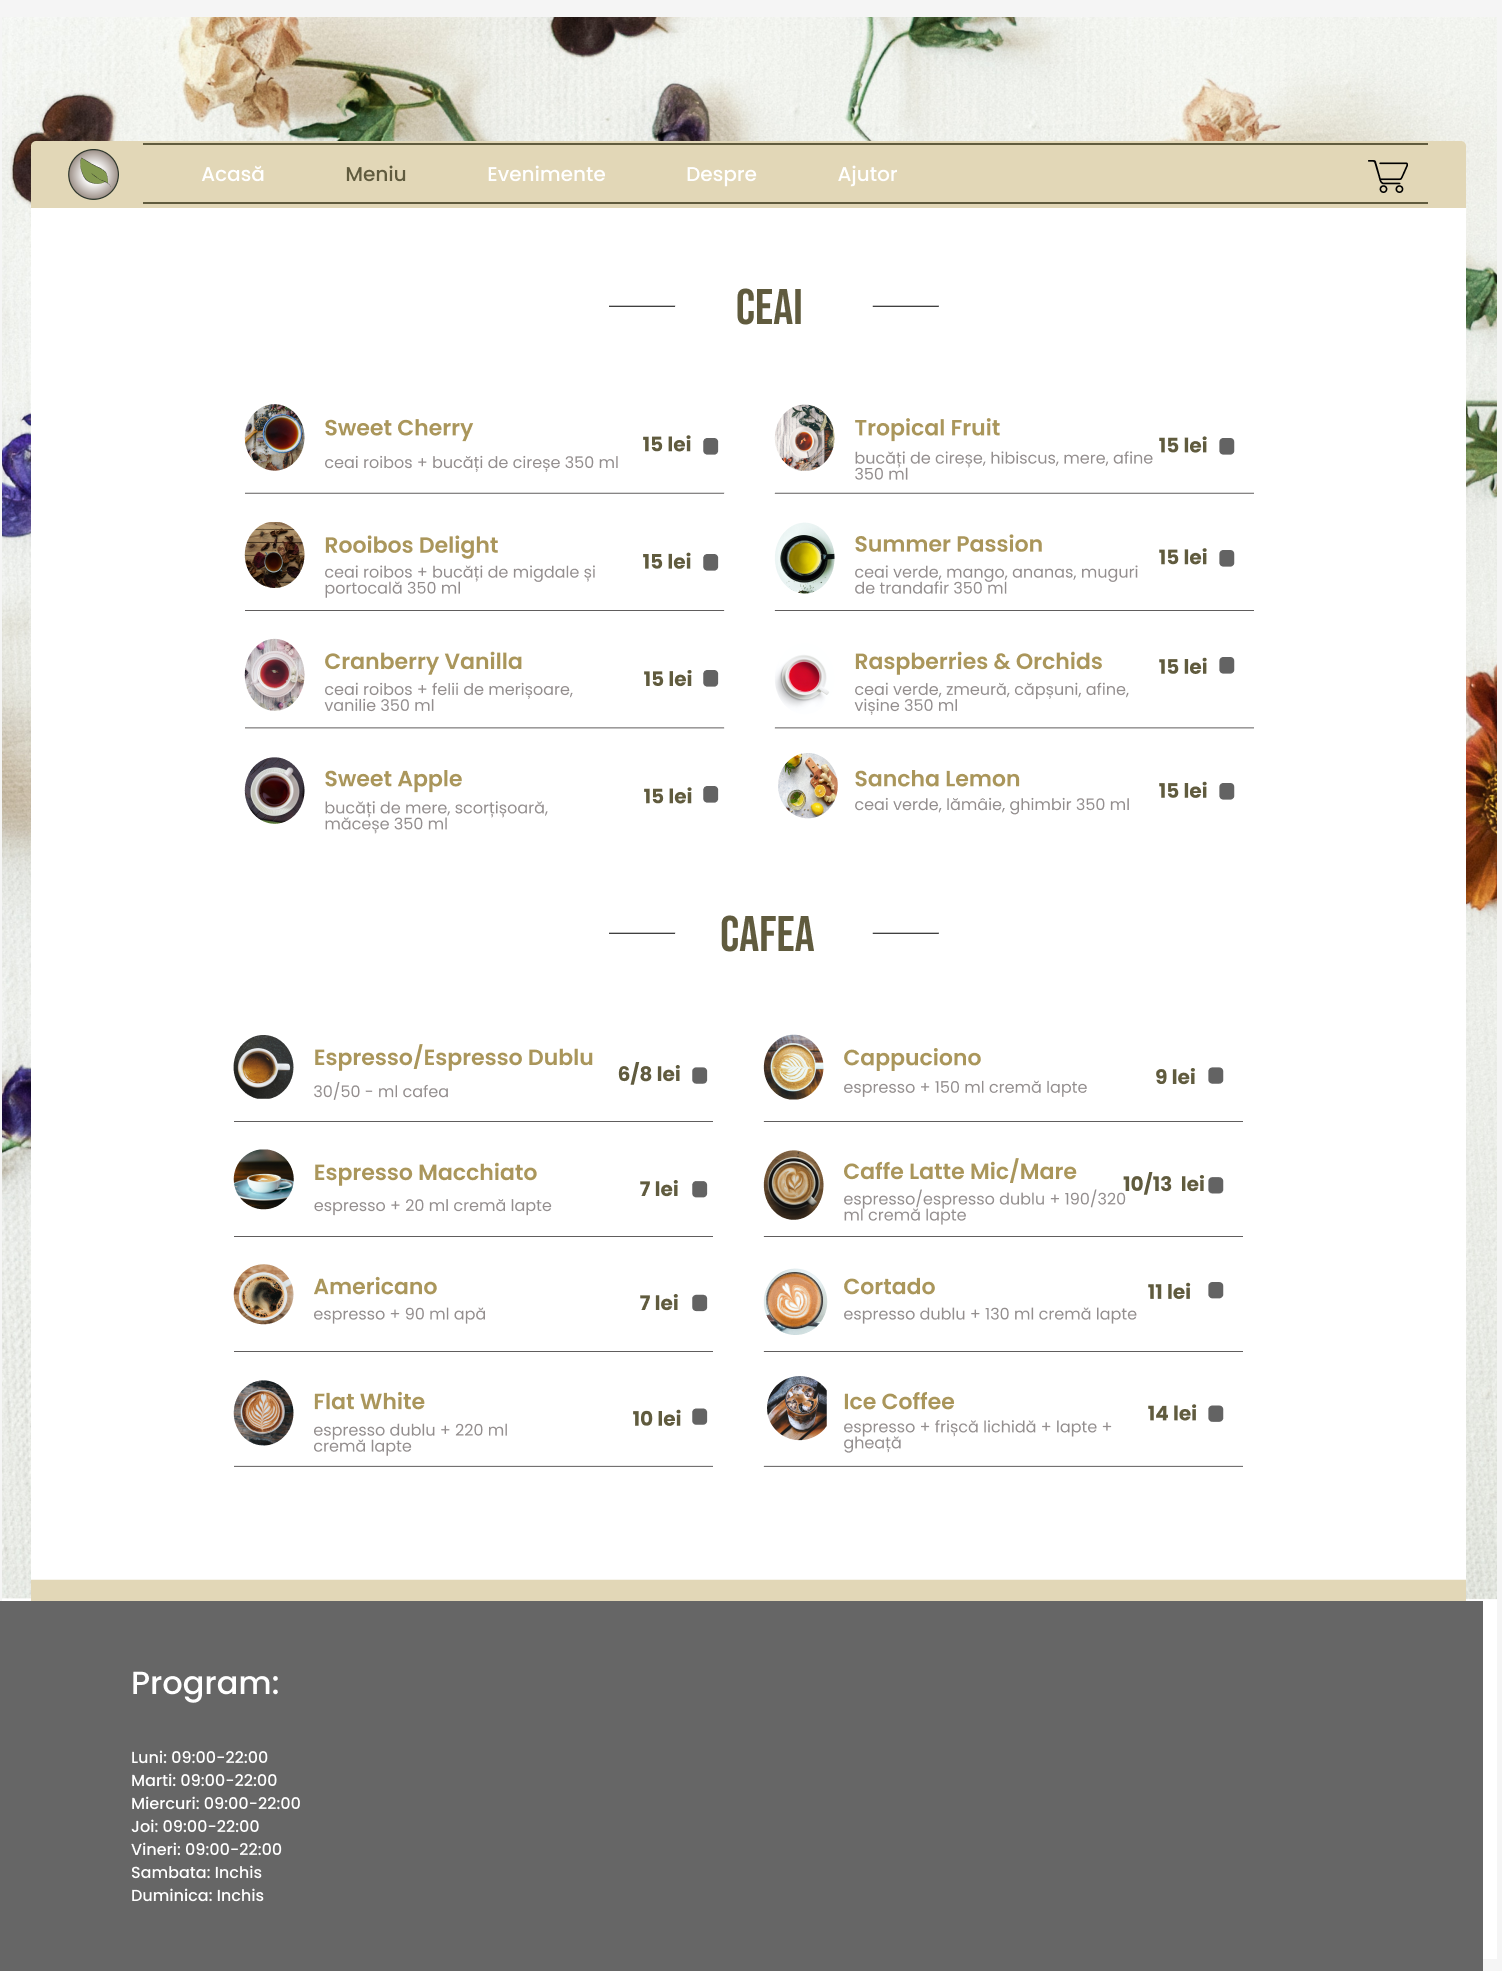 Acasă
Meniu
Evenimente
Despre
Ajutor
CEAI
Sweet Cherry
ceai roibos + bucăți de cireșe 350 ml
15 lei
Tropical Fruit
bucăți de cireșe, hibiscus, mere, afine
350 ml
15 lei
Rooibos Delight
ceai roibos + bucăți de migdale și
portocală 350 ml
15 lei
Summer Passion
ceai verde, mango, ananas, muguri
de trandafir 350 ml
15 lei
Cranberry Vanilla
ceai roibos + felii de merișoare,
vanilie 350 ml
15 lei
Raspberries & Orchids
ceai verde, zmeură, căpșuni, afine,
vișine 350 ml
15 lei
Sweet Apple
bucăți de mere, scorțișoară,
măceșe 350 ml
15 lei
Sancha Lemon
ceai verde, lămâie, ghimbir 350 ml
15 lei
CAFEA
Espresso/Espresso Dublu
30/50 - ml cafea
6/8 lei
Cappuciono
espresso + 150 ml cremă lapte
9 lei
Espresso Macchiato
espresso + 20 ml cremă lapte
7 lei
Caffe Latte Mic/Mare
espresso/espresso dublu + 190/320
ml cremă lapte
10/13 lei
Americano
espresso + 90 ml apă
7 lei
Cortado
espresso dublu + 130 ml cremă lapte
11 lei
Flat White
espresso dublu + 220 ml
cremă lapte
10 lei
Ice Coffee
espresso + frișcă lichidă + lapte +
gheață
14 lei
Program:
Luni: 09:00-22:00
Marti: 09:00-22:00
Miercuri: 09:00-22:00
Joi: 09:00-22:00
Vineri: 09:00-22:00
Sambata: Inchis
Duminica: Inchis